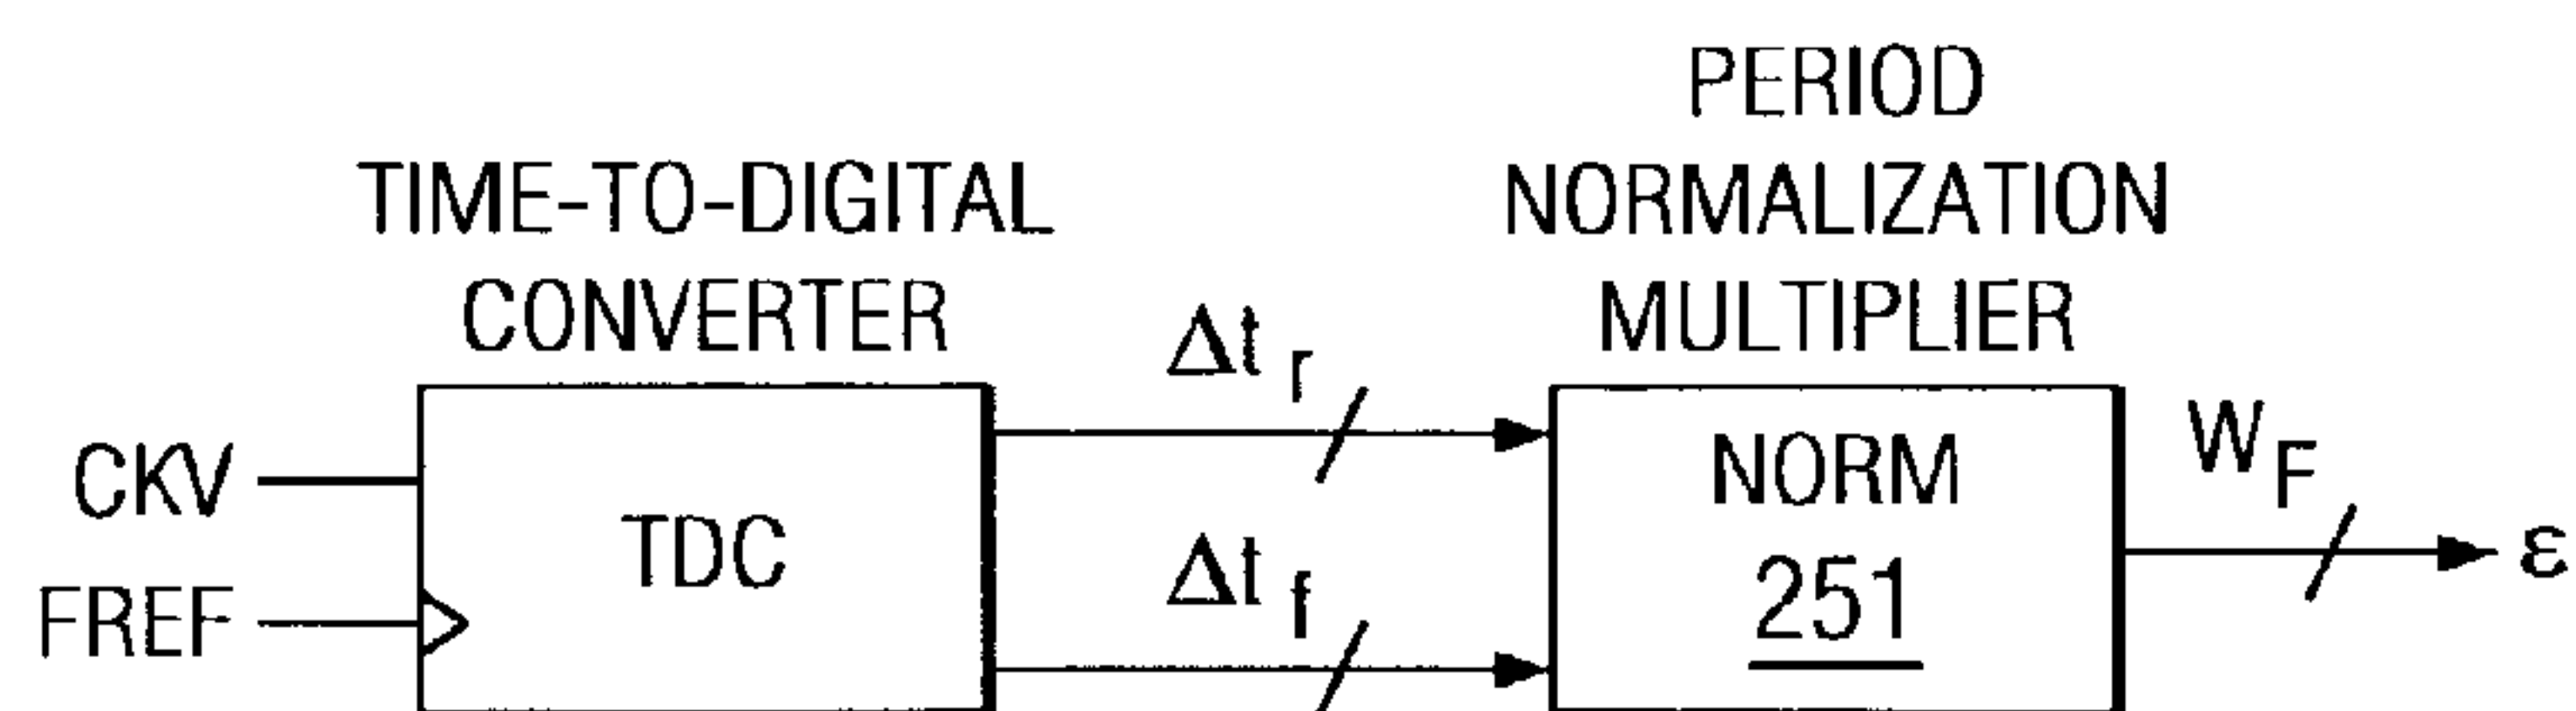 TIME-TO-DIGITAL
CONVERTER
PERIOD
NORMALIZATION
MULTIPLIER
CKV
FREF
TDC
Δt r
Δt f
NORM
251
W F
ε